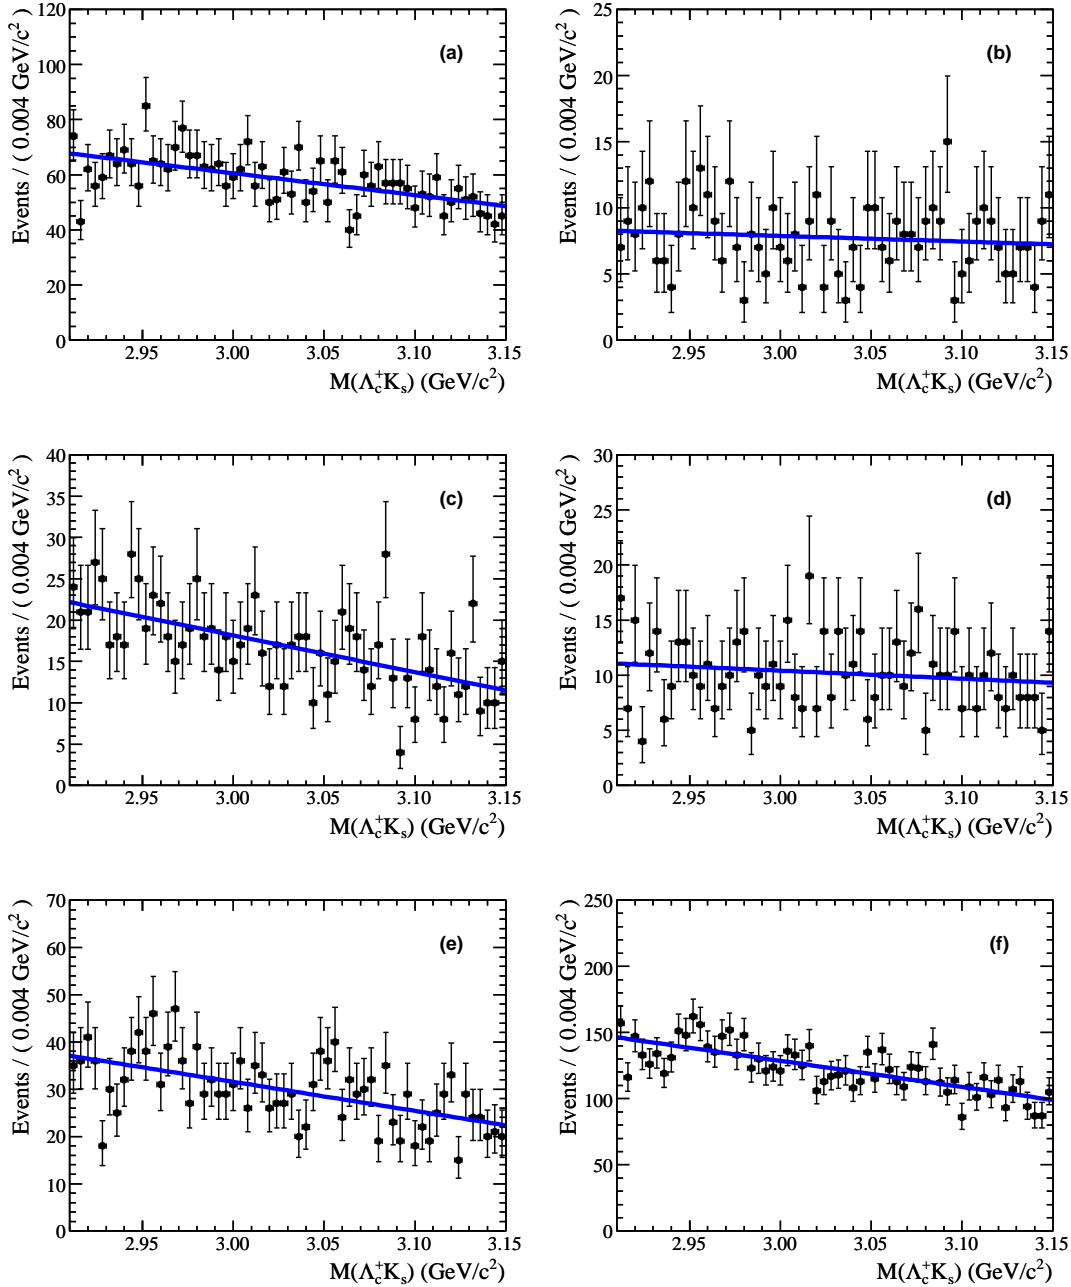 Events / ( 0.004 GeV/c² )
120
100
80
60
40
20
0
(a)
2.95 3.00 3.05 3.10 3.15
M(Λc⁺Ks) (GeV/c²)
Events / ( 0.004 GeV/c² )
25
20
15
10
5
0
(b)
2.95 3.00 3.05 3.10 3.15
M(Λc⁺Ks) (GeV/c²)
Events / ( 0.004 GeV/c² )
40
35
30
25
20
15
10
5
0
(c)
2.95 3.00 3.05 3.10 3.15
M(Λc⁺Ks) (GeV/c²)
Events / ( 0.004 GeV/c² )
30
25
20
15
10
5
0
(d)
2.95 3.00 3.05 3.10 3.15
M(Λc⁺Ks) (GeV/c²)
Events / ( 0.004 GeV/c² )
70
60
50
40
30
20
10
0
(e)
2.95 3.00 3.05 3.10 3.15
M(Λc⁺Ks) (GeV/c²)
Events / ( 0.004 GeV/c² )
250
200
150
100
50
0
(f)
2.95 3.00 3.05 3.10 3.15
M(Λc⁺Ks) (GeV/c²)